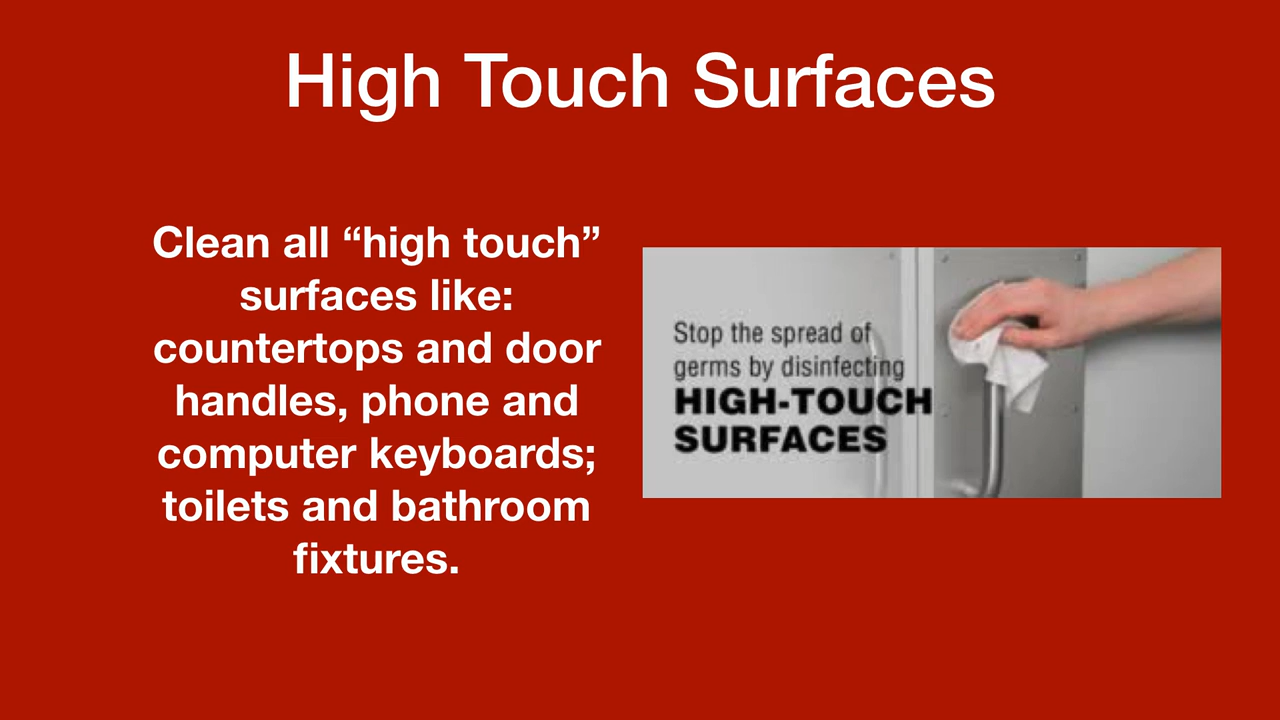 High Touch Surfaces
Clean all “high touch”
surfaces like:
countertops and door
handles, phone and
computer keyboards;
toilets and bathroom
fixtures.
Stop the spread of
germs by disinfecting
HIGH-TOUCH
SURFACES